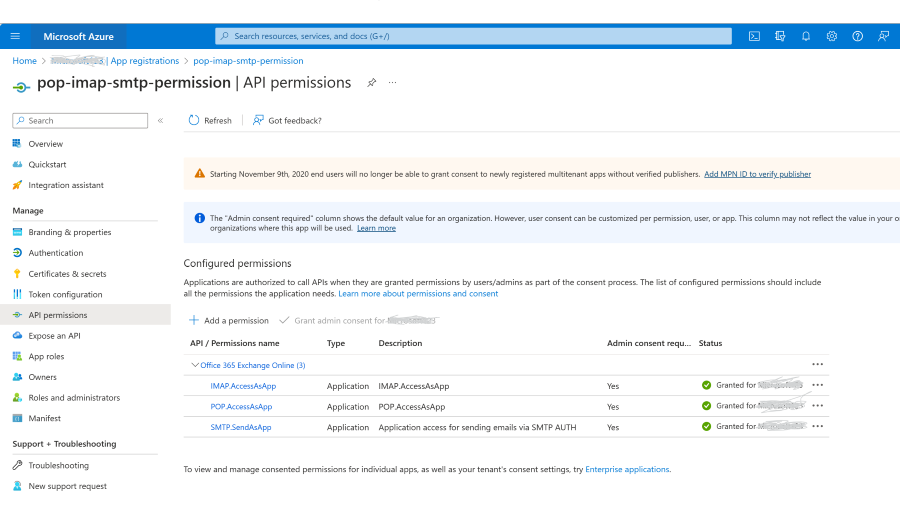 Microsoft Azure
Search resources, services, and docs (G+/)
Home > | App registrations > pop-imap-smtp-permission
pop-imap-smtp-permission | API permissions
Search
«
Refresh
Got feedback?
Overview
Quickstart
Integration assistant
Manage
Branding & properties
Authentication
Certificates & secrets
Token configuration
API permissions
Expose an API
App roles
Owners
Roles and administrators
Manifest
Support + Troubleshooting
Troubleshooting
New support request
Starting November 9th, 2020 end users will no longer be able to grant consent to newly registered multitenant apps without verified publishers. Add MPN ID to verify publisher
The "Admin consent required" column shows the default value for an organization. However, user consent can be customized per permission, user, or app. This column may not reflect the value in your
organizations where this app will be used. Learn more
Configured permissions
Applications are authorized to call APIs when they are granted permissions by users/admins as part of the consent process. The list of configured permissions should include
all the permissions the application needs. Learn more about permissions and consent
Add a permission
Grant admin consent for
API / Permissions name Type Description Admin consent requ... Status
Office 365 Exchange Online (3)
IMAP.AccessAsApp Application IMAP.AccessAsApp Yes Granted for
POP.AccessAsApp Application POP.AccessAsApp Yes Granted for
SMTP.SendAsApp Application Application access for sending emails via SMTP AUTH Yes Granted for
To view and manage consented permissions for individual apps, as well as your tenant's consent settings, try Enterprise applications.